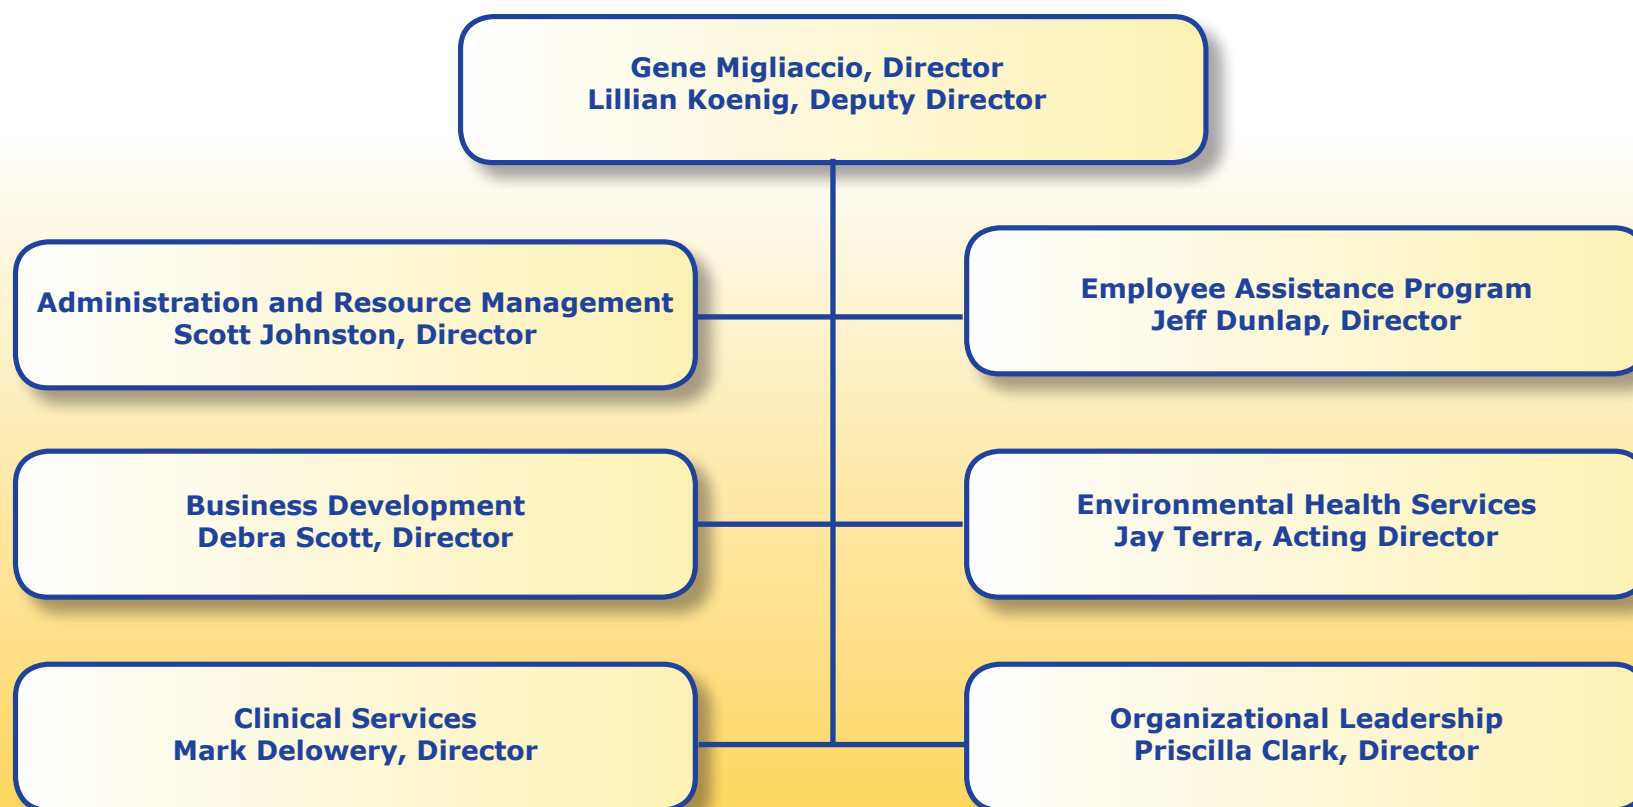 Gene Migliaccio, Director
Lillian Koenig, Deputy Director
Administration and Resource Management
Scott Johnston, Director
Employee Assistance Program
Jeff Dunlap, Director
Business Development
Debra Scott, Director
Environmental Health Services
Jay Terra, Acting Director
Clinical Services
Mark Delowery, Director
Organizational Leadership
Priscilla Clark, Director